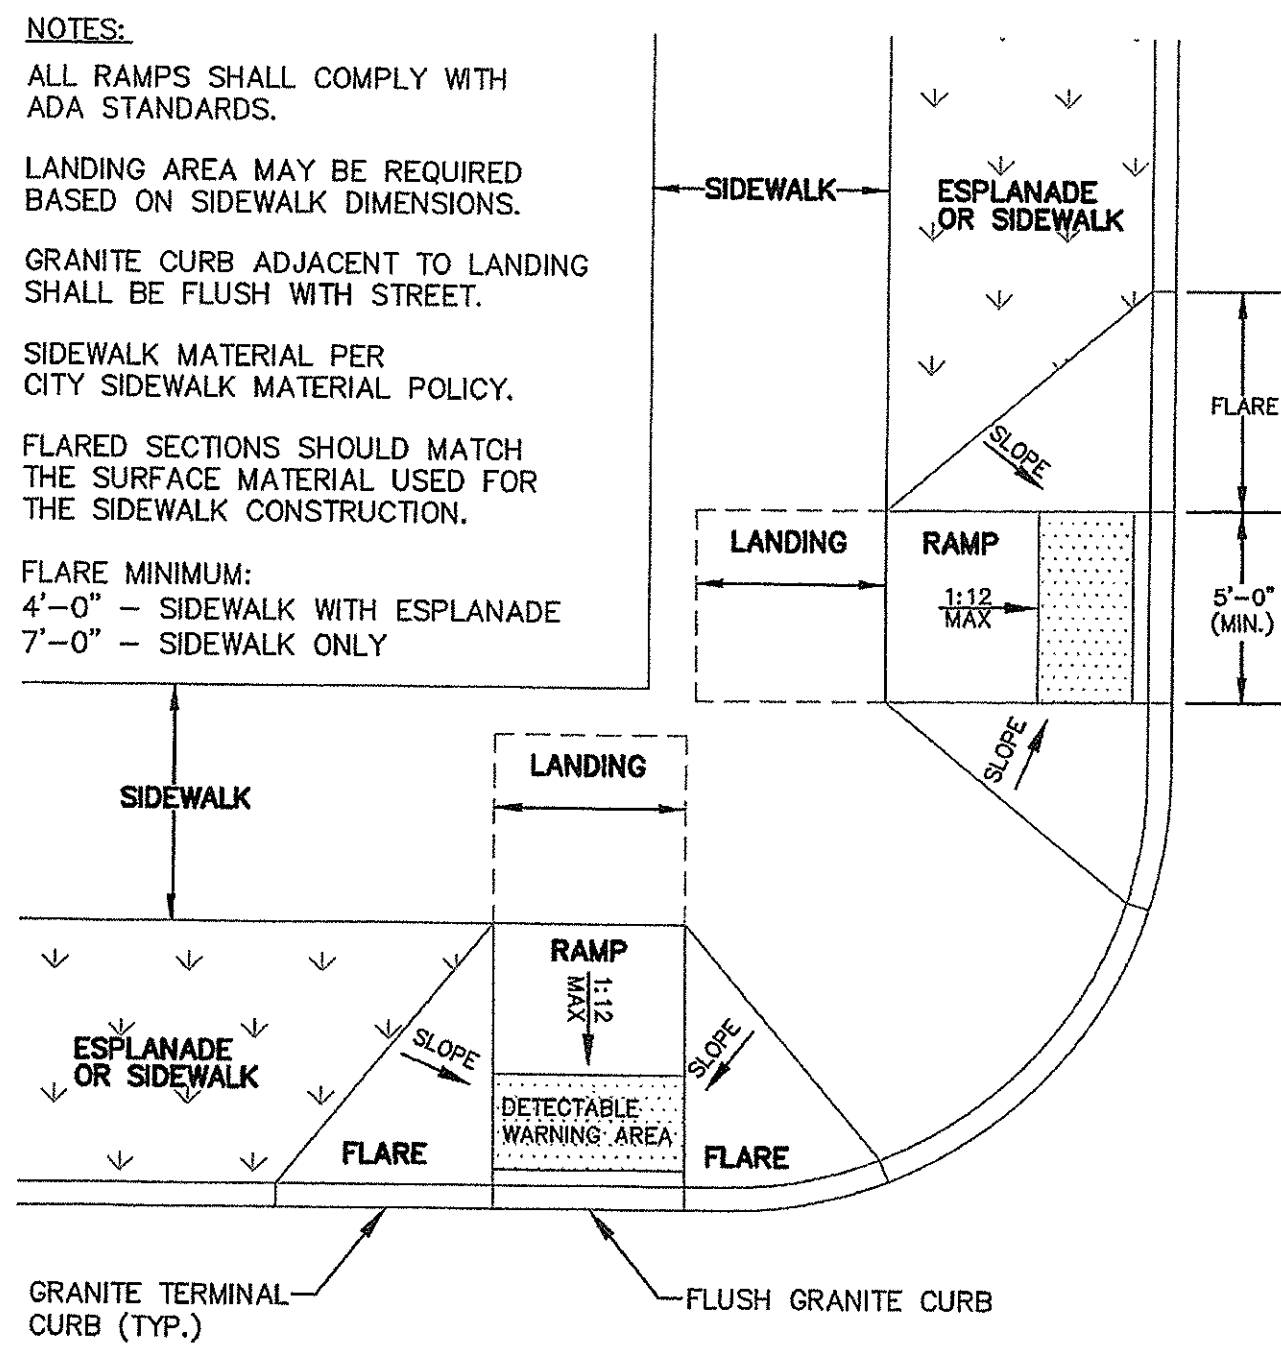 NOTES:
ALL RAMPS SHALL COMPLY WITH
ADA STANDARDS.
LANDING AREA MAY BE REQUIRED
BASED ON SIDEWALK DIMENSIONS.
GRANITE CURB ADJACENT TO LANDING
SHALL BE FLUSH WITH STREET.
SIDEWALK MATERIAL PER
CITY SIDEWALK MATERIAL POLICY.
FLARED SECTIONS SHOULD MATCH
THE SURFACE MATERIAL USED FOR
THE SIDEWALK CONSTRUCTION.
FLARE MINIMUM:
4'-0" - SIDEWALK WITH ESPLANADE
7'-0" - SIDEWALK ONLY
SIDEWALK
ESPLANADE
OR SIDEWALK
FLARE
SLOPE
LANDING
RAMP
1:12
MAX
5'-0"
(MIN.)
SLOPE
SIDEWALK
LANDING
RAMP
1:12
MAX
ESPLANADE
OR SIDEWALK
SLOPE
SLOPE
DETECTABLE
WARNING AREA
FLARE
FLARE
GRANITE TERMINAL
CURB (TYP.)
FLUSH GRANITE CURB